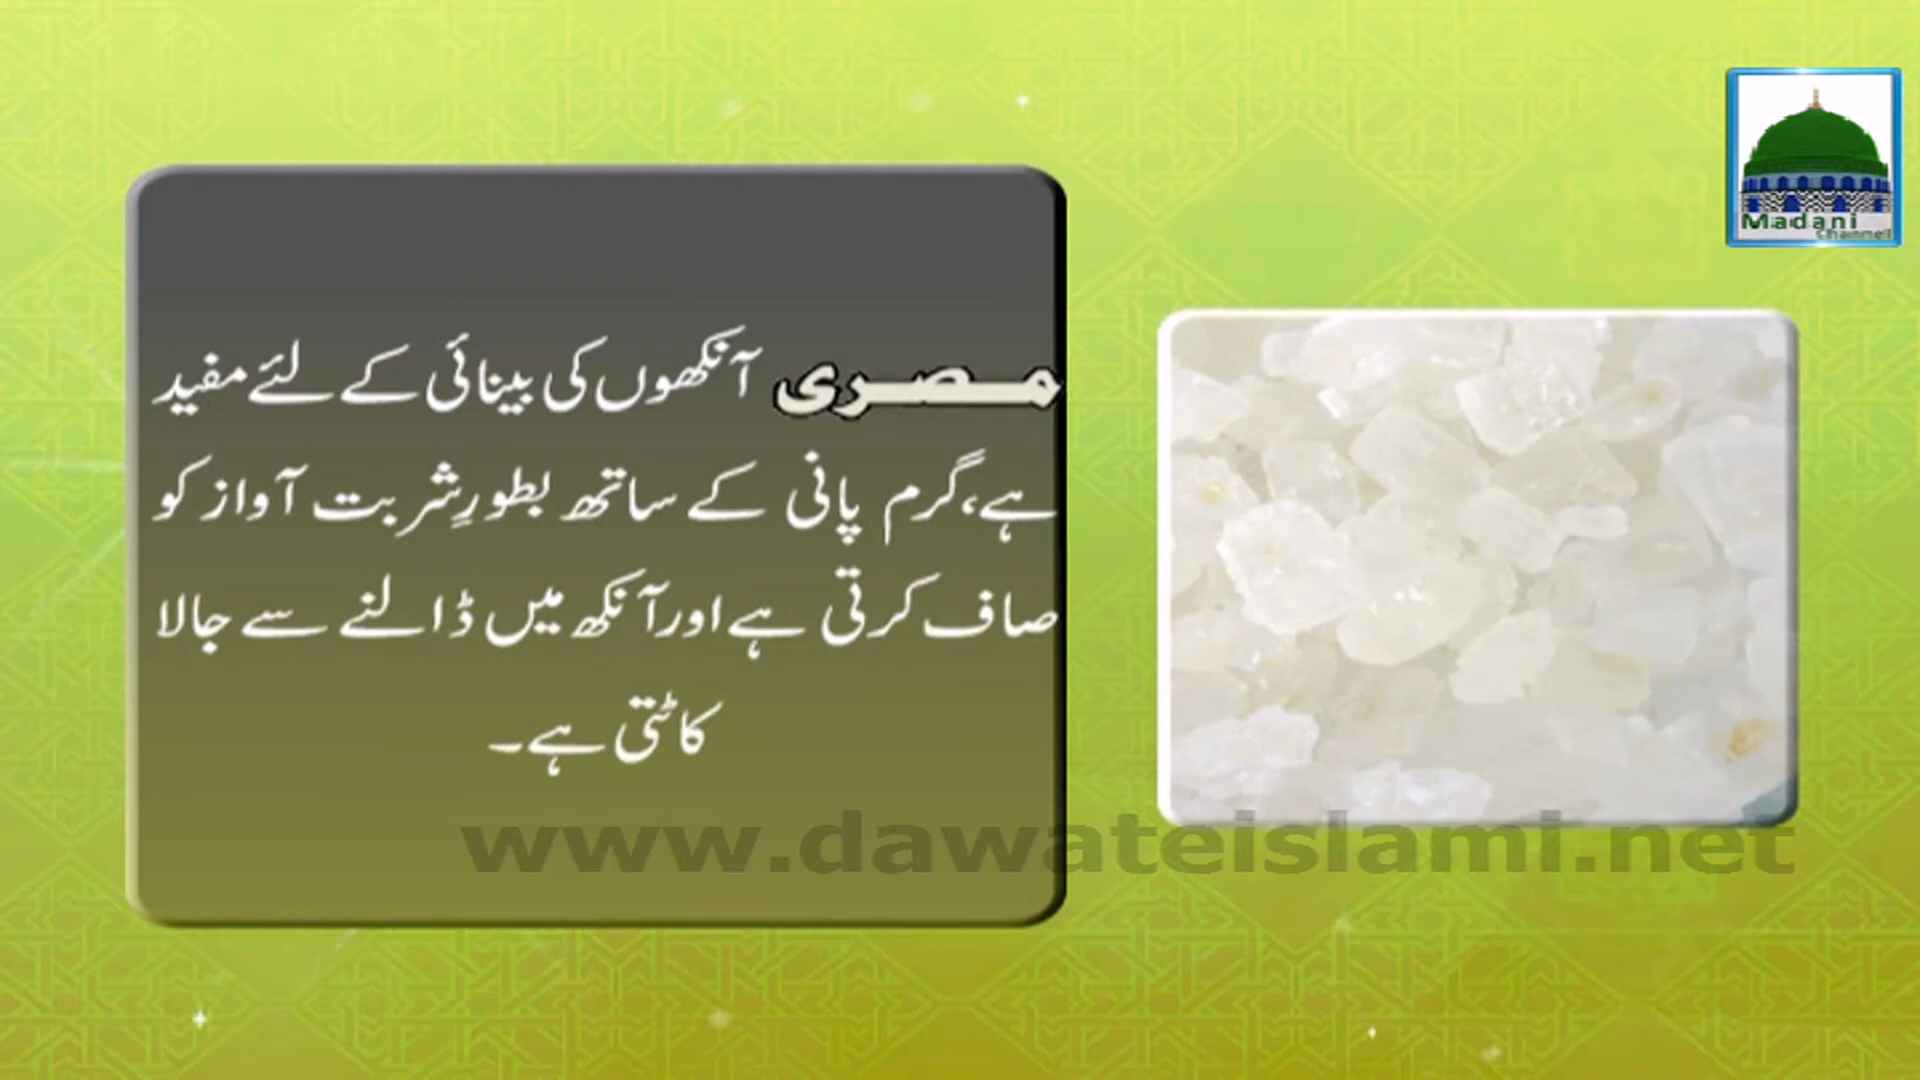 مصری آنکھوں کی بینائی کے لئے مفید
ہے،گرم پانی کے ساتھ بطورِشربت آواز کو
صاف کرتی ہے اور آنکھ میں ڈالنے سے جالا
کاٹتی ہے۔
Madani
Channel
www.dawateislami.net